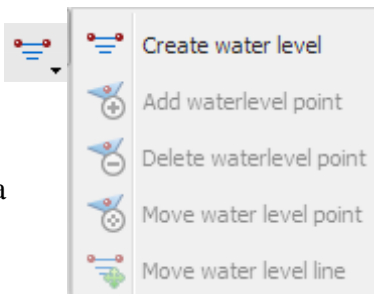 Create water level
Add waterlevel point
Delete waterlevel point
a
Move water level point
Move water level line